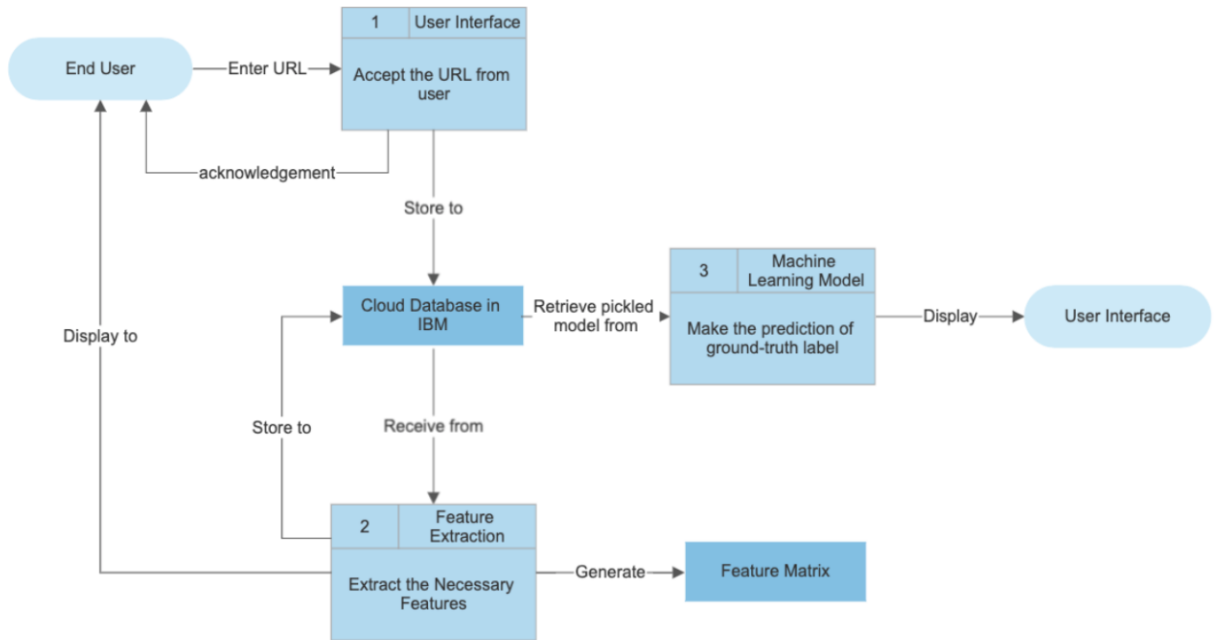 1
User Interface
End User
Enter URL
Accept the URL from
user
acknowledgement
Store to
3
Machine
Learning Model
Cloud Database in
IBM
Retrieve pickled
model from
Make the prediction of
ground-truth label
Display
User Interface
Display to
Store to
Receive from
2
Feature
Extraction
Extract the Necessary
Features
Generate
Feature Matrix